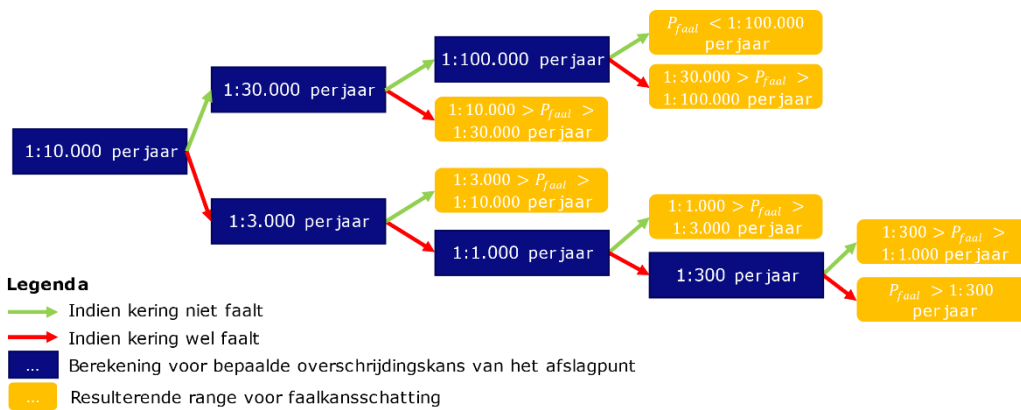 1:10.000 per jaar
1:30.000 per jaar
1:3.000 per jaar
1:100.000 per jaar
1:10.000 > P_faal >
1:30.000 per jaar
1:3.000 > P_faal >
1:10.000 per jaar
1:1.000 per jaar
P_faal < 1:100.000
per jaar
1:30.000 > P_faal >
1:100.000 per jaar
1:1.000 > P_faal >
1:3.000 per jaar
1:300 per jaar
1:300 > P_faal >
1:1.000 per jaar
P_faal > 1:300
per jaar
Legenda
Indien kering niet faalt
Indien kering wel faalt
... Berekening voor bepaalde overschrijdingskans van het afslagpunt
... Resulterende range voor faalkansschatting